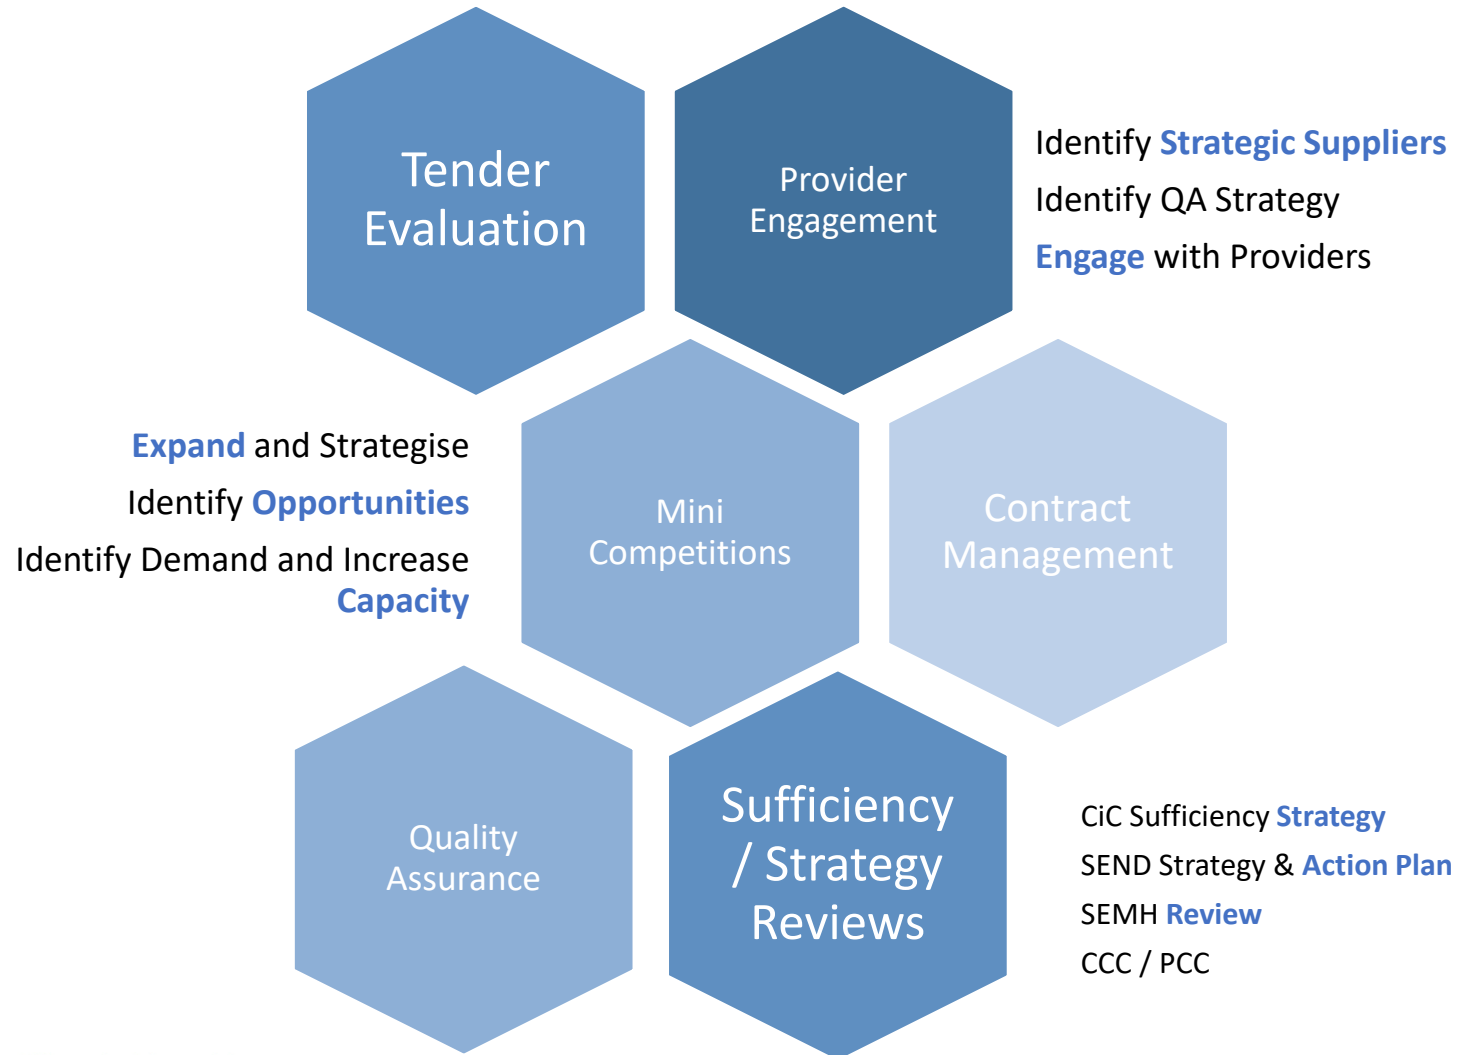 Tender
Evaluation
Provider
Engagement
Identify Strategic Suppliers
Identify QA Strategy
Engage with Providers
Expand and Strategise
Identify Opportunities
Identify Demand and Increase
Capacity
Mini
Competitions
Contract
Management
Quality
Assurance
Sufficiency
/ Strategy
Reviews
CiC Sufficiency Strategy
SEND Strategy & Action Plan
SEMH Review
CCC / PCC